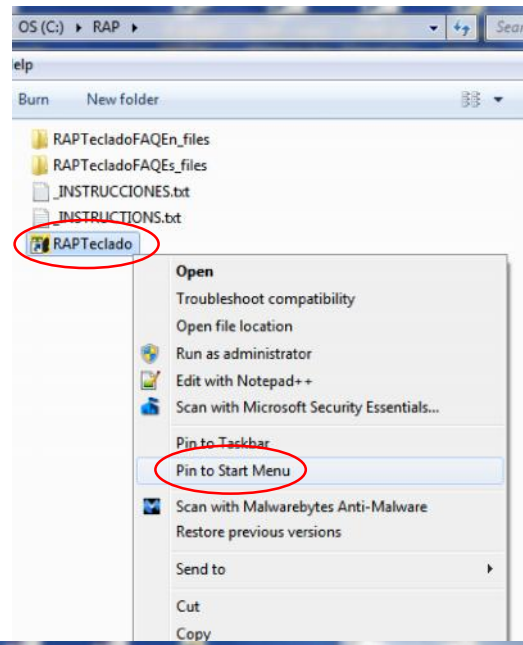 OS (C:) RAP
elp
Burn New folder
RAPTecladoFAQEn_files
RAPTecladoFAQEs_files
_INSTRUCCIONES.txt
_INSTRUCTIONS.txt
RAPTeclado
Open
Troubleshoot compatibility
Open file location
Run as administrator
Edit with Notepad++
Scan with Microsoft Security Essentials...
Pin to Taskbar
Pin to Start Menu
Scan with Malwarebytes Anti-Malware
Restore previous versions
Send to
Cut
Copy